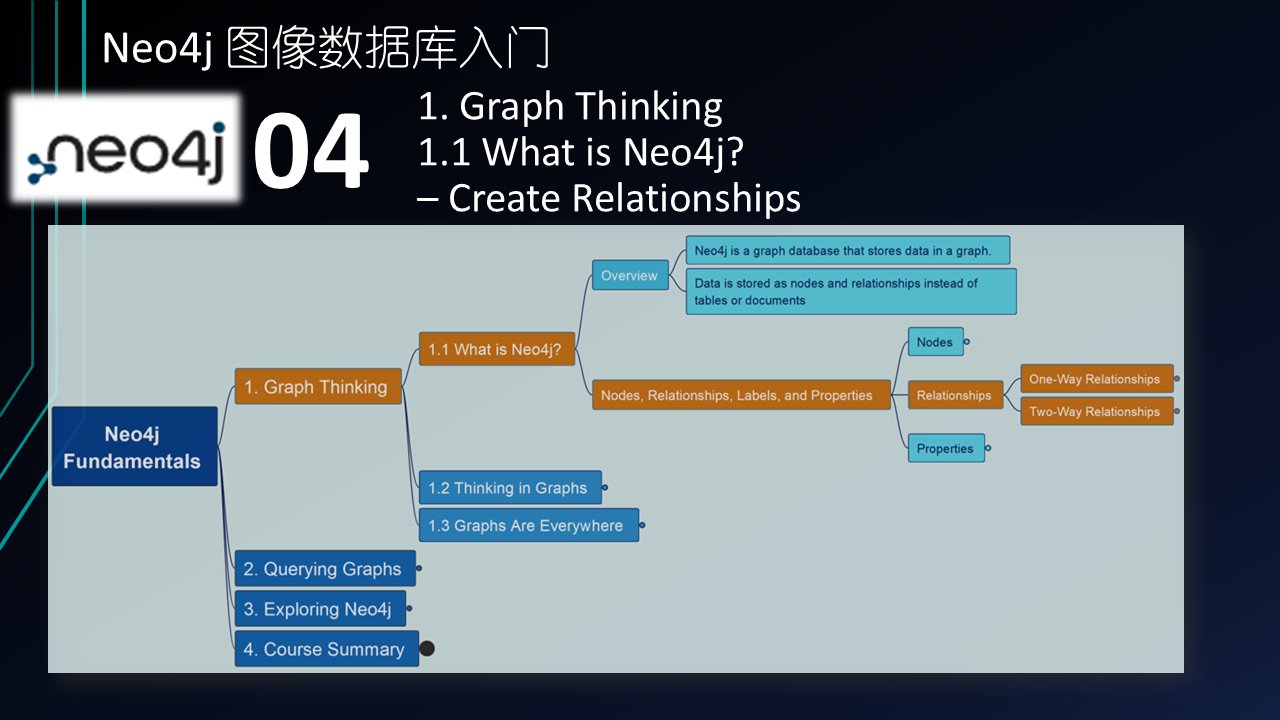 Neo4j 图像数据库入门
neo4j
04
1. Graph Thinking
1.1 What is Neo4j?
– Create Relationships
Neo4j is a graph database that stores data in a graph.
Overview
Data is stored as nodes and relationships instead of
tables or documents
Nodes
1.1 What is Neo4j?
One-Way Relationships
1. Graph Thinking
Nodes, Relationships, Labels, and Properties
Relationships
Two-Way Relationships
Neo4j
Fundamentals
Properties
1.2 Thinking in Graphs
1.3 Graphs Are Everywhere
2. Querying Graphs
3. Exploring Neo4j
4. Course Summary